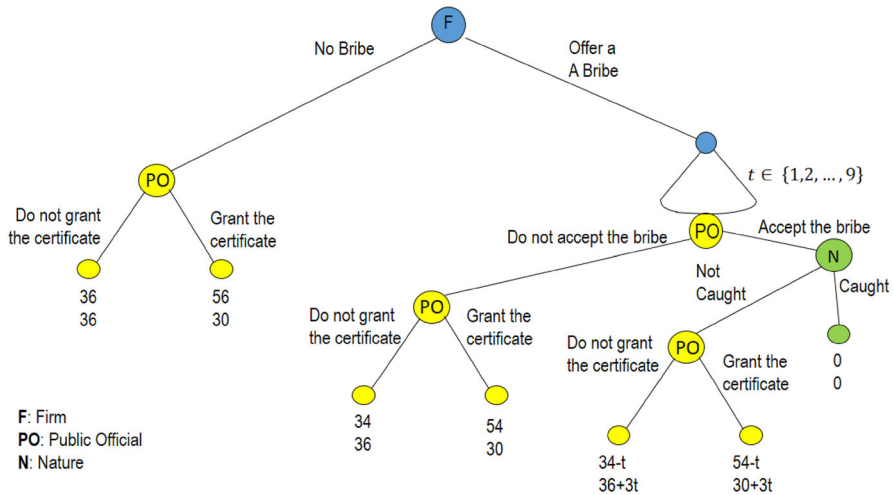 F
No Bribe
Offer a
A Bribe
t ∈ {1,2, ... , 9}
PO
Do not grant
the certificate
Grant the
certificate
36
36
56
30
Do not accept the bribe
PO
Accept the bribe
N
Not
Caught
Caught
0
0
PO
Do not grant
the certificate
Grant the
certificate
34
36
54
30
PO
Do not grant
the certificate
Grant the
certificate
34-t
36+3t
54-t
30+3t
F: Firm
PO: Public Official
N: Nature